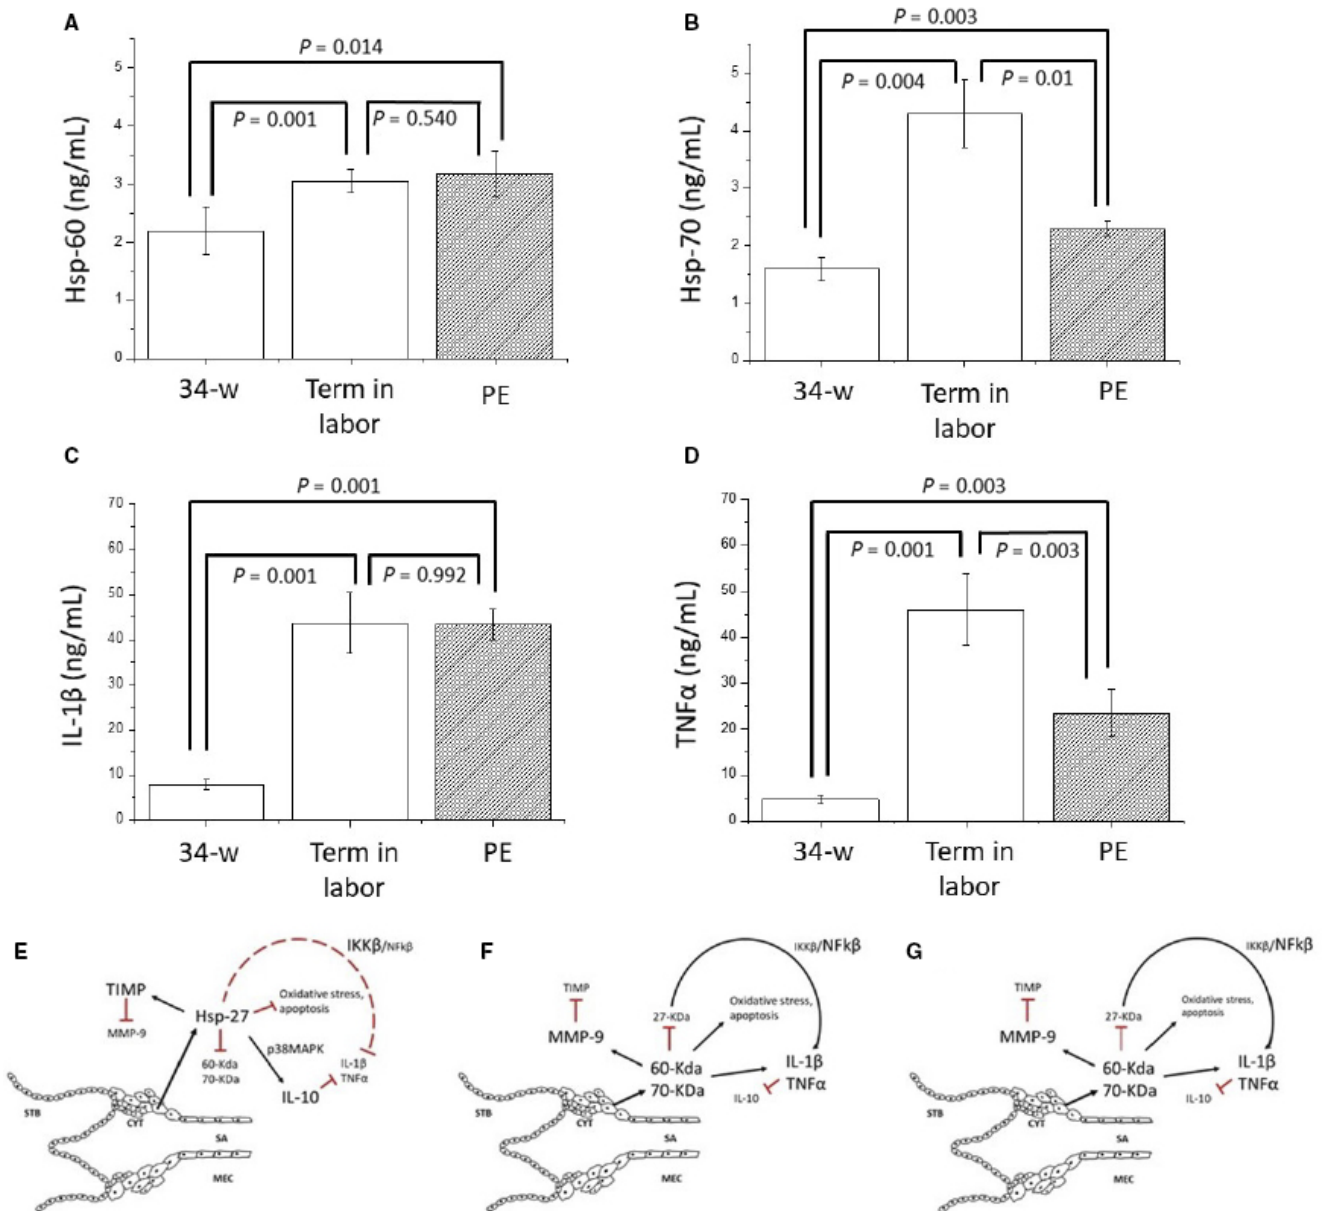 A
P = 0.014
P = 0.001
P = 0.540
Hsp-60 (ng/mL)
5
4
3
2
1
0
34-w
Term in
labor
PE
B
P = 0.003
P = 0.004
P = 0.01
Hsp-70 (ng/mL)
5
4
3
2
1
0
34-w
Term in
labor
PE
C
P = 0.001
P = 0.001
P = 0.992
IL-1β (ng/mL)
70
60
50
40
30
20
10
0
34-w
Term in
labor
PE
D
P = 0.003
P = 0.001
P = 0.003
TNFα (ng/mL)
70
60
50
40
30
20
10
0
34-w
Term in
labor
PE
E
IKKβ/NFkβ
TIMP
Oxidative stress,
apoptosis
Hsp-27
MMP-9
p38MAPK
60-Kda
70-KDa
IL-1β
TNFα
IL-10
STB
CYT
SA
MEC
F
IKKβ/NFkβ
TIMP
Oxidative stress,
apoptosis
27-KDa
MMP-9
60-Kda
70-KDa
IL-1β
TNFα
IL-10
STB
CYT
SA
MEC
G
IKKβ/NFkβ
TIMP
Oxidative stress,
apoptosis
27-KDa
MMP-9
60-Kda
70-KDa
IL-1β
TNFα
IL-10
STB
CYT
SA
MEC